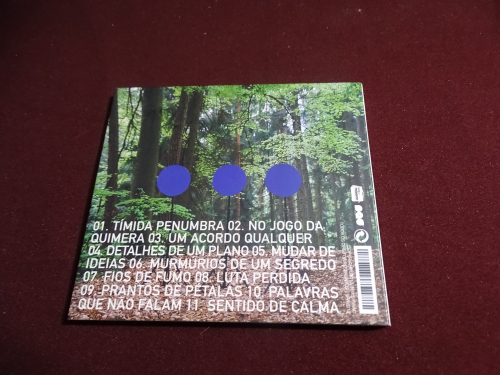 01. TÍMIDA PENUMBRA 02. NO JOGO DA
QUIMERA 03. UM ACORDO QUALQUER
04. DETALHES DE UM PLANO 05. MUDAR DE
IDEIAS 06. MURMÚRIOS DE UM SEGREDO
07. FIOS DE FUMO 08. LUTA PERDIDA
09. PRANTOS DE PÉTALAS 10. PALAVRAS
QUE NÃO FALAM 11. SENTIDO DE CALMA